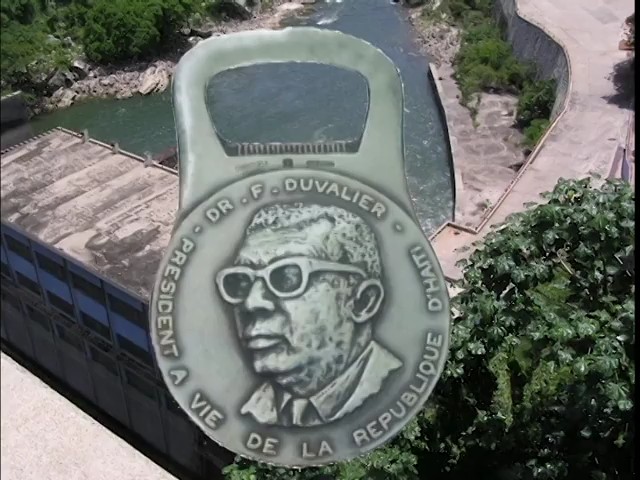 PRESIDENT A VIE - DR. F. DUVALIER - DE LA REPUBLIQUE D'HAITI